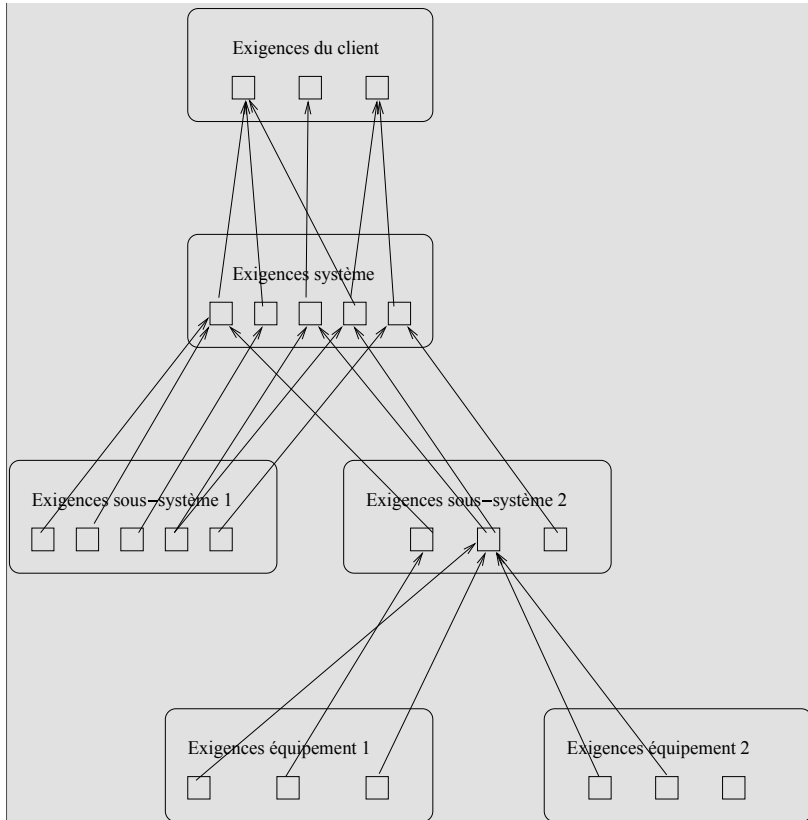 Exigences du client
Exigences système
Exigences sous−système 1
Exigences sous−système 2
Exigences équipement 1
Exigences équipement 2